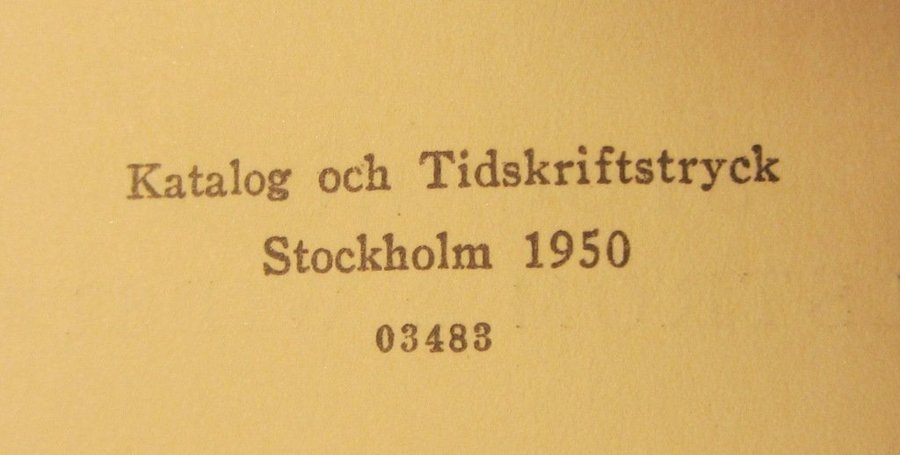 Katalog och Tidskriftstryck
Stockholm 1950
03483